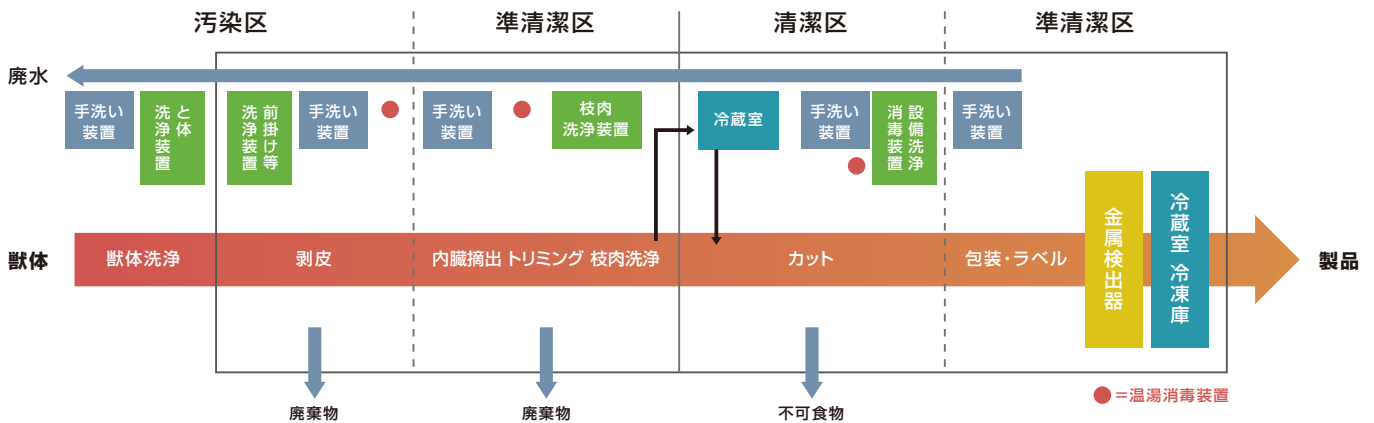 汚染区
準清潔区
清潔区
準清潔区
廃水
手洗い
装置
と体
洗浄装置
前掛け等
洗浄装置
手洗い
装置
手洗い
装置
枝肉
洗浄装置
冷蔵室
手洗い
装置
設備洗浄
消毒装置
手洗い
装置
獣体
獣体洗浄
剥皮
内臓摘出 トリミング 枝肉洗浄
カット
包装・ラベル
金属検出器
冷蔵室 冷凍庫
製品
廃棄物
廃棄物
不可食物
=温湯消毒装置